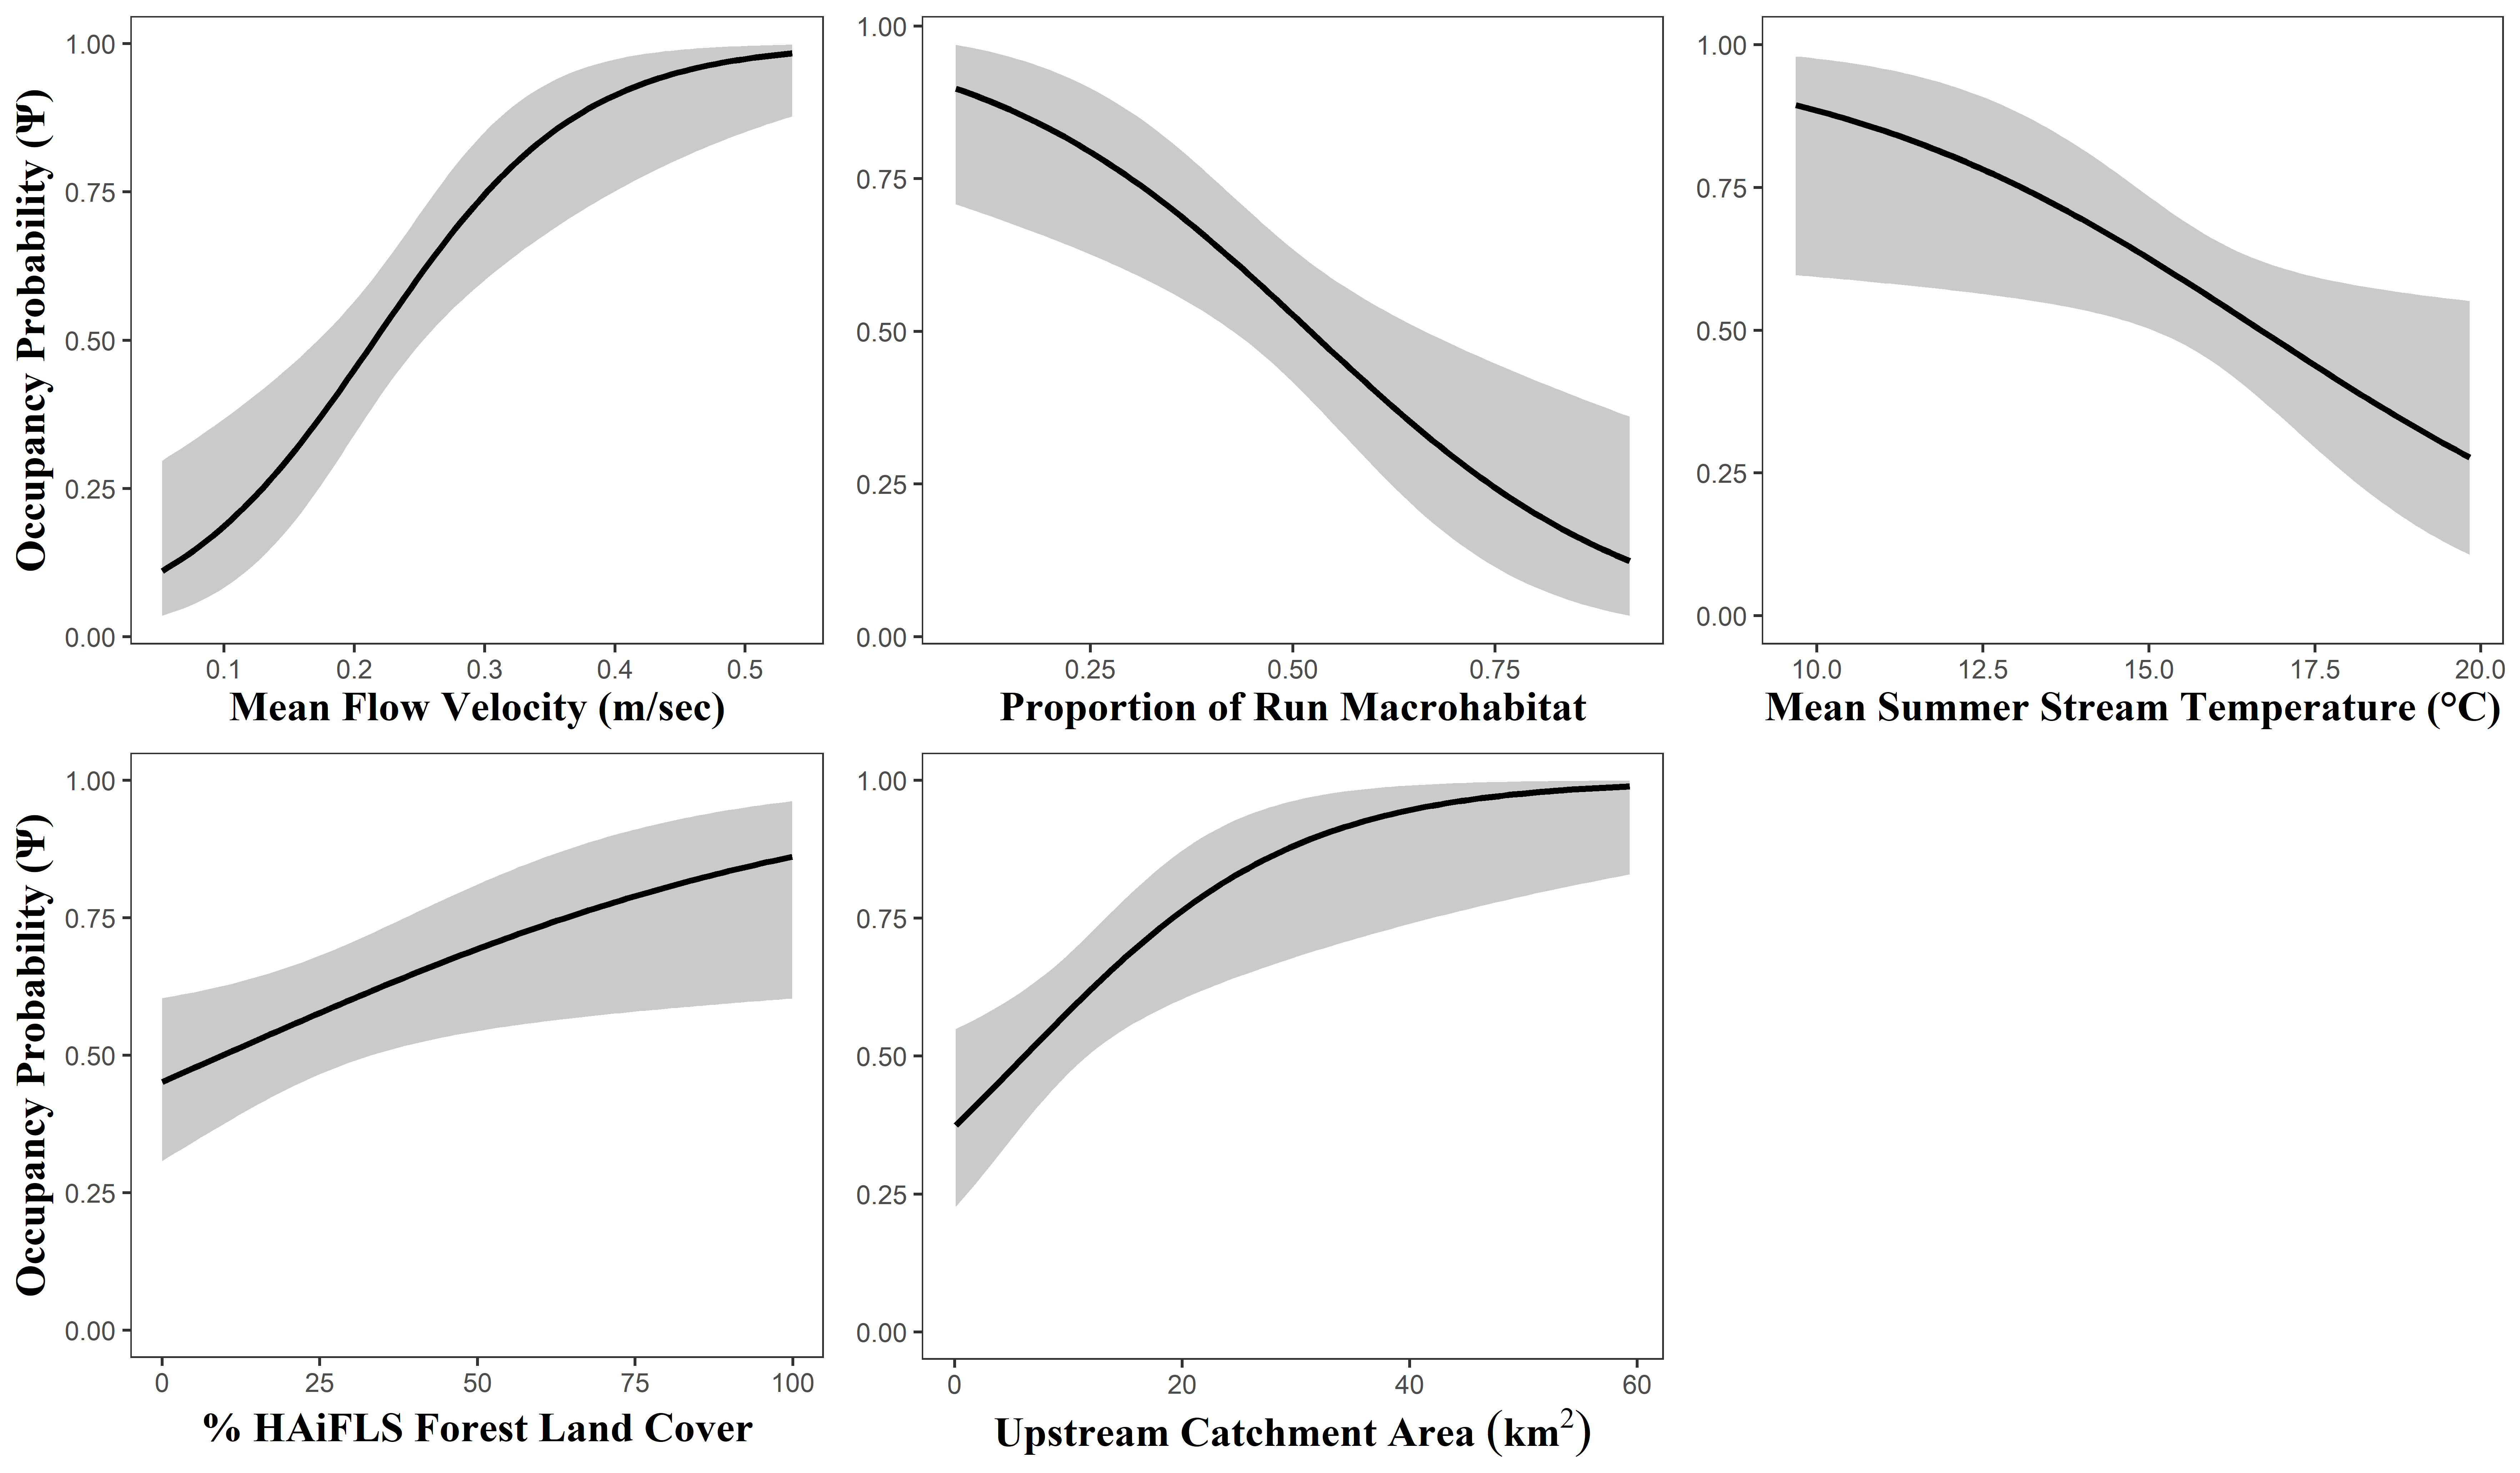 Occupancy Probability (Ψ)
1.00
0.75
0.50
0.25
0.00
0.1 0.2 0.3 0.4 0.5
Mean Flow Velocity (m/sec)
1.00
0.75
0.50
0.25
0.00
0.25 0.50 0.75
Proportion of Run Macrohabitat
1.00
0.75
0.50
0.25
0.00
10.0 12.5 15.0 17.5 20.0
Mean Summer Stream Temperature (°C)
Occupancy Probability (Ψ)
1.00
0.75
0.50
0.25
0.00
0 25 50 75 100
% HAiFLS Forest Land Cover
1.00
0.75
0.50
0.25
0.00
0 20 40 60
Upstream Catchment Area (km²)